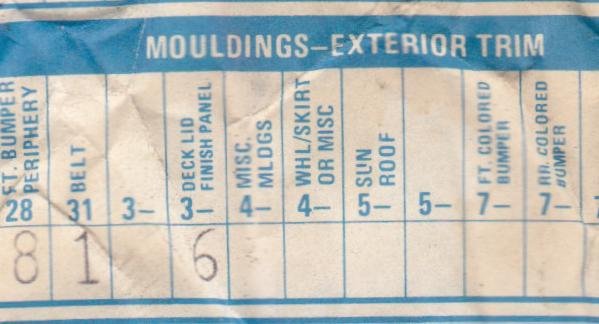 MOULDINGS–EXTERIOR TRIM
FT. BUMPER PERIPHERY
BELT
DECK LID FINISH PANEL
MISC. MLDGS
WHL/SKIRT OR MISC
SUN ROOF
FT. COLORED BUMPER
RR. COLORED BUMPER
28 31 3– 3– 4– 4– 5– 5– 7– 7–
8 1 6